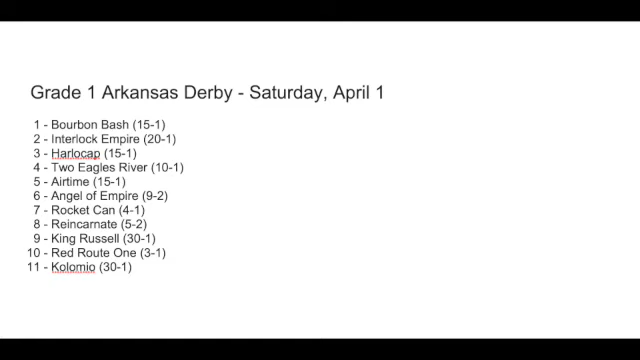 Grade 1 Arkansas Derby - Saturday, April 1
1 - Bourbon Bash (15-1)
2 - Interlock Empire (20-1)
3 - Harlocap (15-1)
4 - Two Eagles River (10-1)
5 - Airtime (15-1)
6 - Angel of Empire (9-2)
7 - Rocket Can (4-1)
8 - Reincarnate (5-2)
9 - King Russell (30-1)
10 - Red Route One (3-1)
11 - Kolomio (30-1)